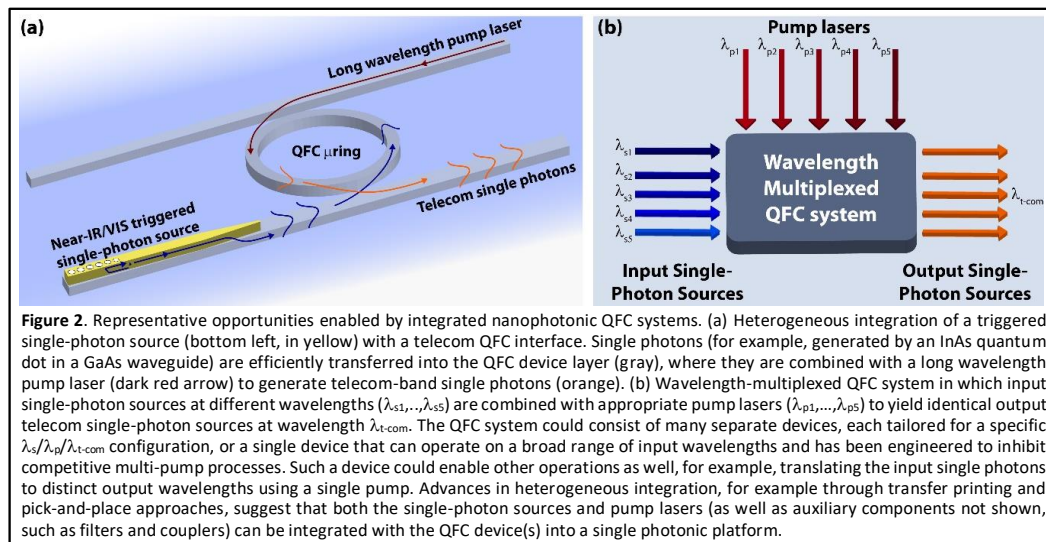 (a)
Long wavelength pump laser
QFC μring
Telecom single photons
Near-IR/VIS triggered
single-photon source
(b)
Pump lasers
λp1 λp2 λp3 λp4 λp5
λs1
λs2
λs3
λs4
λs5
Wavelength
Multiplexed
QFC system
λt-com
Input Single-
Photon Sources
Output Single-
Photon Sources
Figure 2. Representative opportunities enabled by integrated nanophotonic QFC systems. (a) Heterogeneous integration of a triggered
single-photon source (bottom left, in yellow) with a telecom QFC interface. Single photons (for example, generated by an InAs quantum
dot in a GaAs waveguide) are efficiently transferred into the QFC device layer (gray), where they are combined with a long wavelength
pump laser (dark red arrow) to generate telecom-band single photons (orange). (b) Wavelength-multiplexed QFC system in which input
single-photon sources at different wavelengths (λs1,..,λs5) are combined with appropriate pump lasers (λp1,...,λp5) to yield identical output
telecom single-photon sources at wavelength λt-com. The QFC system could consist of many separate devices, each tailored for a specific
λs/λp/λt-com configuration, or a single device that can operate on a broad range of input wavelengths and has been engineered to inhibit
competitive multi-pump processes. Such a device could enable other operations as well, for example, translating the input single photons
to distinct output wavelengths using a single pump. Advances in heterogeneous integration, for example through transfer printing and
pick-and-place approaches, suggest that both the single-photon sources and pump lasers (as well as auxiliary components not shown,
such as filters and couplers) can be integrated with the QFC device(s) into a single photonic platform.